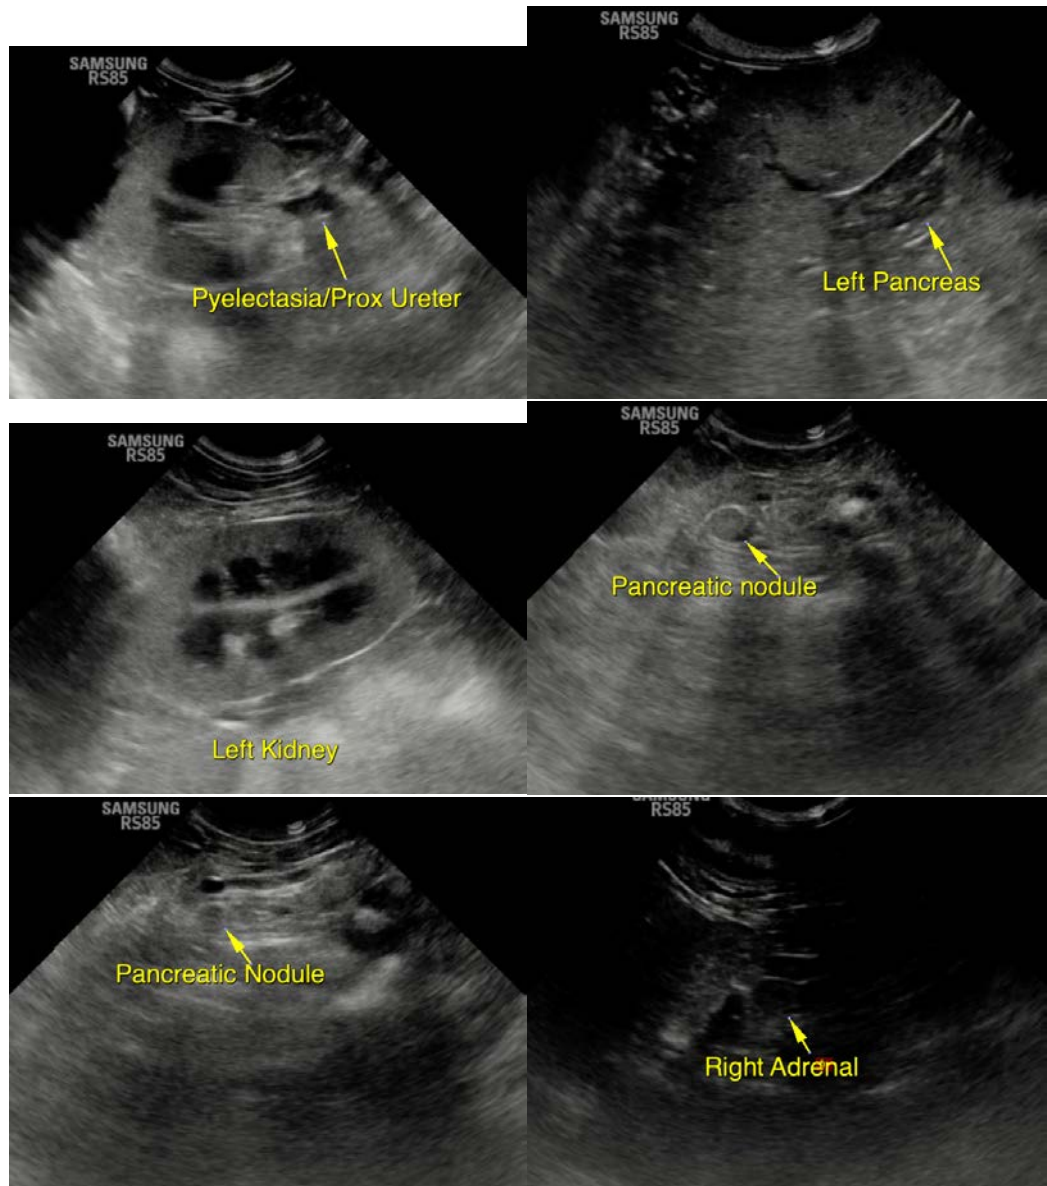 SAMSUNG
RS85
Pyelectasia/Prox Ureter
SAMSUNG
RS85
Left Pancreas
SAMSUNG
RS85
Left Kidney
SAMSUNG
RS85
Pancreatic nodule
SAMSUNG
RS85
Pancreatic Nodule
SAMSUNG
RS85
Right Adrenal